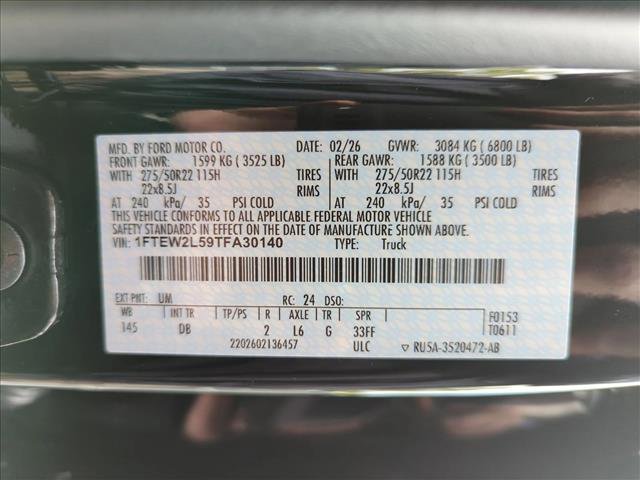 MFD. BY FORD MOTOR CO. DATE: 02/26 GVWR: 3084 KG ( 6800 LB)
FRONT GAWR: 1599 KG ( 3525 LB) REAR GAWR: 1588 KG ( 3500 LB)
WITH 275/50R22 115H TIRES WITH 275/50R22 115H TIRES
22x8.5J RIMS 22x8.5J RIMS
AT 240 kPa/ 35 PSI COLD AT 240 kPa/ 35 PSI COLD
THIS VEHICLE CONFORMS TO ALL APPLICABLE FEDERAL MOTOR VEHICLE
SAFETY STANDARDS IN EFFECT ON THE DATE OF MANUFACTURE SHOWN ABOVE.
VIN: 1FTEW2L59TFA30140 TYPE: Truck
EXT PNT: UM RC: 24 DSO:
WB INT TR TP/PS R AXLE TR SPR F0153
145 DB 2 L6 G 33FF T0611
2202602136457 ULC ▽ RU5A-3520472-AB